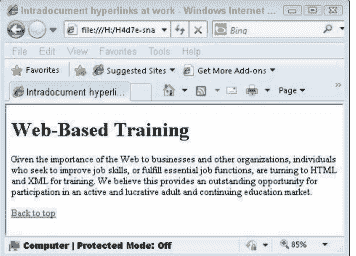 Intradocument hyperlinks at work - Windows Internet ...
file:///H:/H4d7e-sna
Bing
File Edit View Favorites Tools Help
Favorites Suggested Sites Get More Add-ons
Intradocument hyperli... Page
Web-Based Training
Given the importance of the Web to businesses and other organizations, individuals
who seek to improve job skills, or fulfill essential job functions, are turning to HTML
and XML for training. We believe this provides an outstanding opportunity for
participation in an active and lucrative adult and continuing education market.
Back to top
Computer | Protected Mode: Off 85%